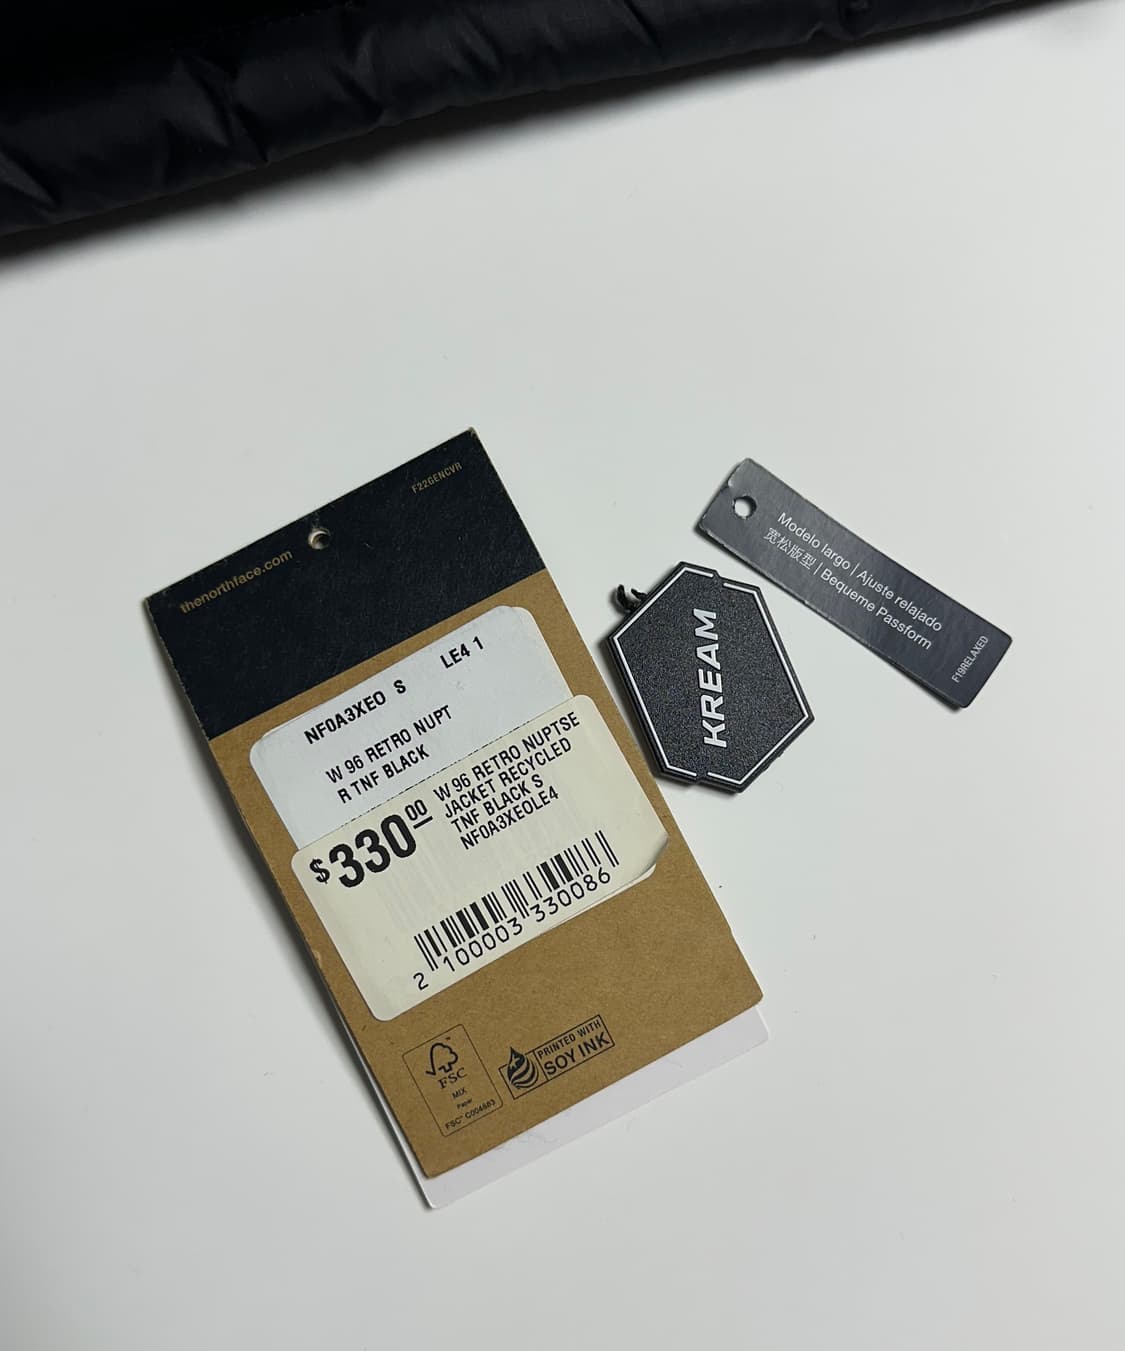 F22GENCVR
thenorthface.com
LE4 1
NF0A3XEO S
W 96 RETRO NUPT
R TNF BLACK
$330.00
W 96 RETRO NUPTSE
JACKET RECYCLED
TNF BLACK S
NF0A3XEOLE4
2 100003 330086
FSC
MIX
Paper
FSC™ C004683
PRINTED WITH
SOY INK
KREAM
Modelo largo | Ajuste relajado
宽松版型 | Bequeme Passform
F19RELAXED